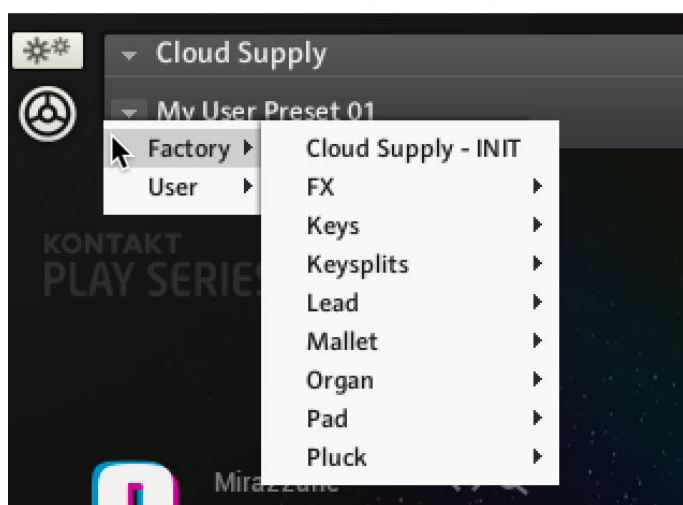 Cloud Supply
My User Preset 01
Factory
User
Cloud Supply - INIT
FX
Keys
Keysplits
Lead
Mallet
Organ
Pad
Pluck
KONTAKT
PLAY SERIES